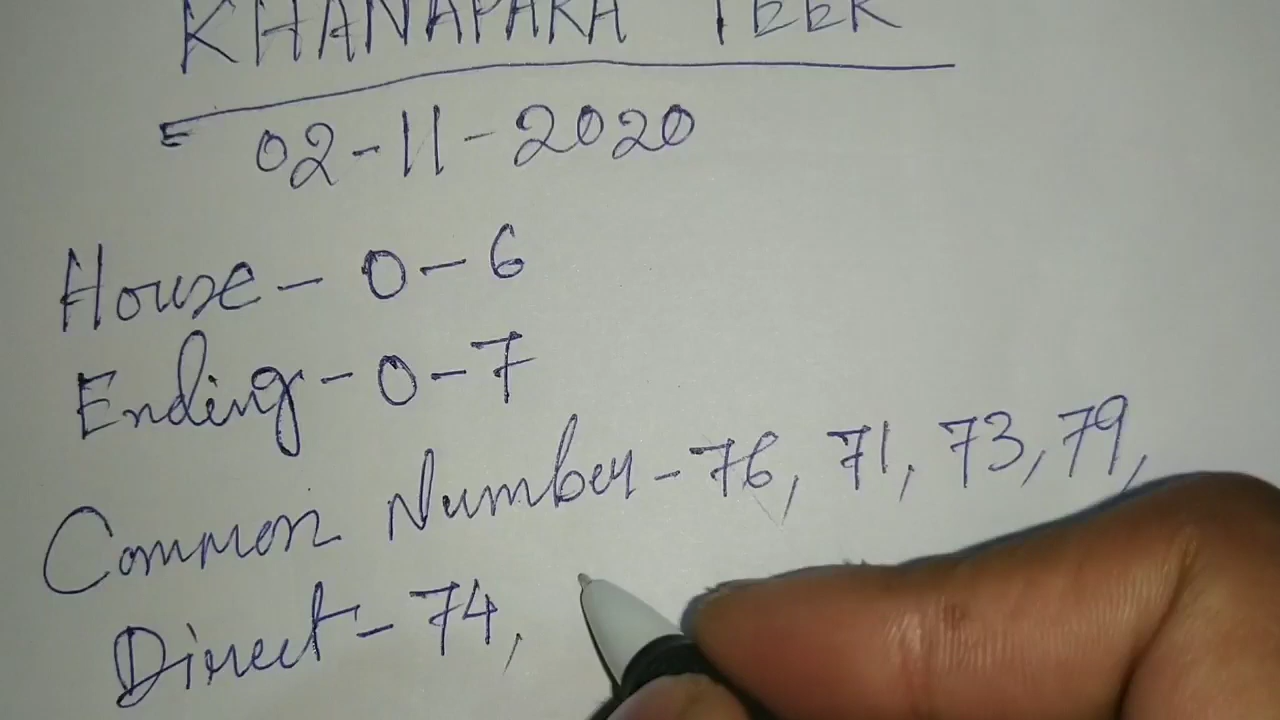 KHANAPARA TEER
02-11-2020
House - 0-6
Ending - 0-7
Common Number - 76, 71, 73, 79,
Direct - 74,